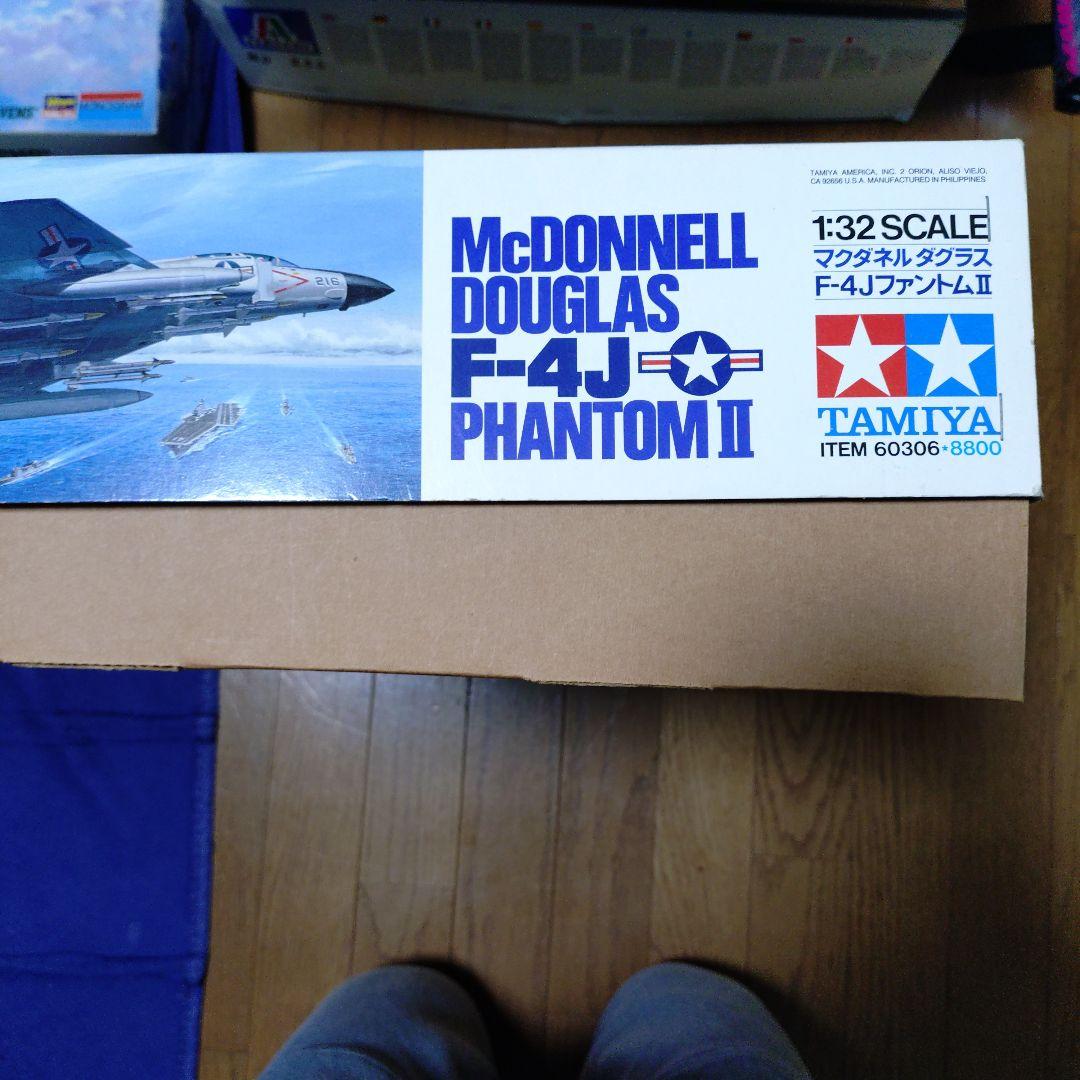 TAMIYA AMERICA, INC. 2 ORION, ALISO VIEJO,
CA 92656 U.S.A. MANUFACTURED IN PHILIPPINES
McDONNELL
DOUGLAS
F-4J
PHANTOM II
1:32 SCALE
マクダネル ダグラス
F-4JファントムII
TAMIYA
ITEM 60306*8800
216